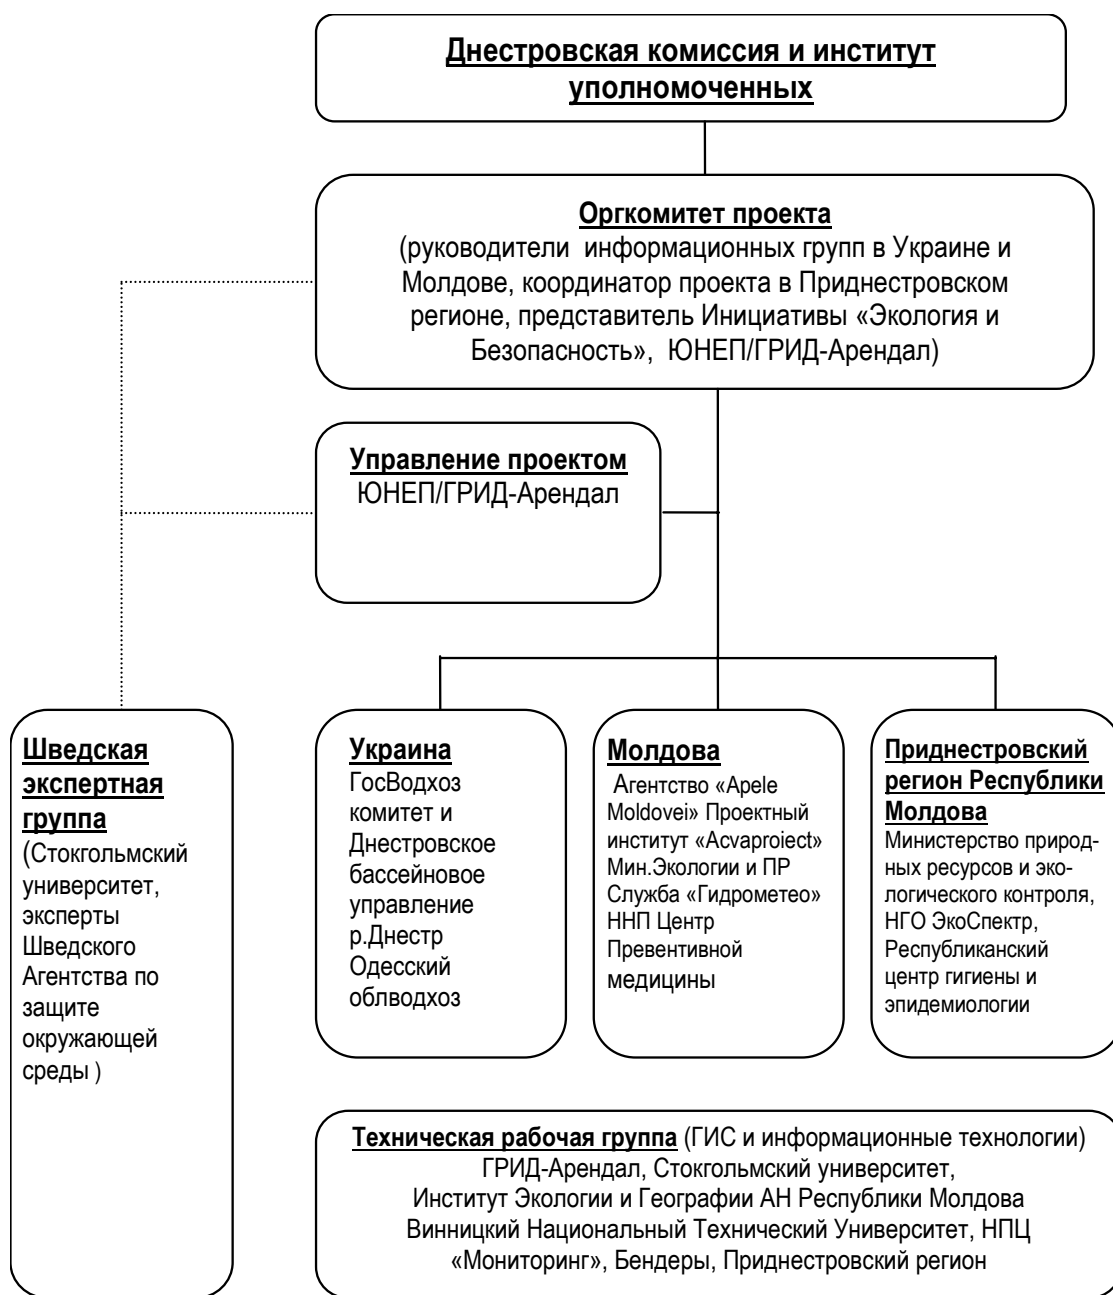 Днестровская комиссия и институт
уполномоченных
Оргкомитет проекта
(руководители информационных групп в Украине и
Молдове, координатор проекта в Приднестровском
регионе, представитель Инициативы «Экология и
Безопасность», ЮНЕП/ГРИД-Арендал)
Управление проектом
ЮНЕП/ГРИД-Арендал
Шведская
экспертная
группа
(Стокгольмский
университет,
эксперты
Шведского
Агентства по
защите
окружающей
среды )
Украина
ГосВодхоз
комитет и
Днестровское
бассейновое
управление
р.Днестр
Одесский
облводхоз
Молдова
Агентство «Apele
Moldovei» Проектный
институт «Acvaproiect»
Мин.Экологии и ПР
Служба «Гидрометео»
ННП Центр
Превентивной
медицины
Приднестровский
регион Республики
Молдова
Министерство природ-
ных ресурсов и эко-
логического контроля,
НГО ЭкоСпектр,
Республиканский
центр гигиены и
эпидемиологии
Техническая рабочая группа (ГИС и информационные технологии)
ГРИД-Арендал, Стокгольмский университет,
Институт Экологии и Географии АН Республики Молдова
Винницкий Национальный Технический Университет, НПЦ
«Мониторинг», Бендеры, Приднестровский регион